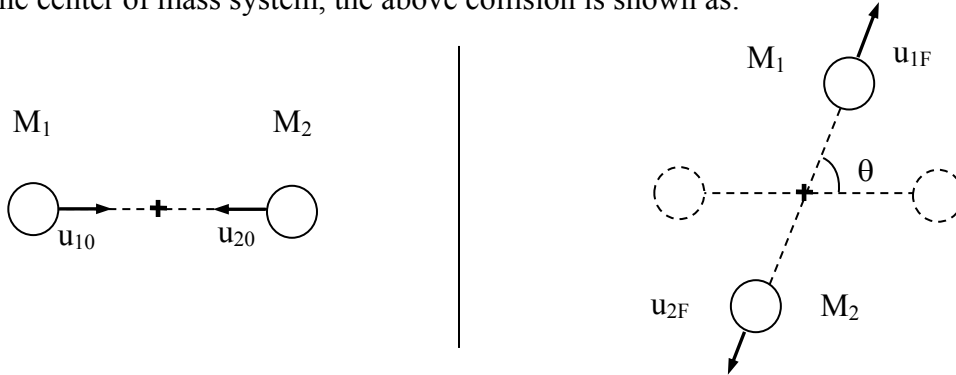 the center of mass system, the above collision is shown as:
M₁
M₂
u₁₀
u₂₀
M₁
u₁F
θ
u₂F
M₂